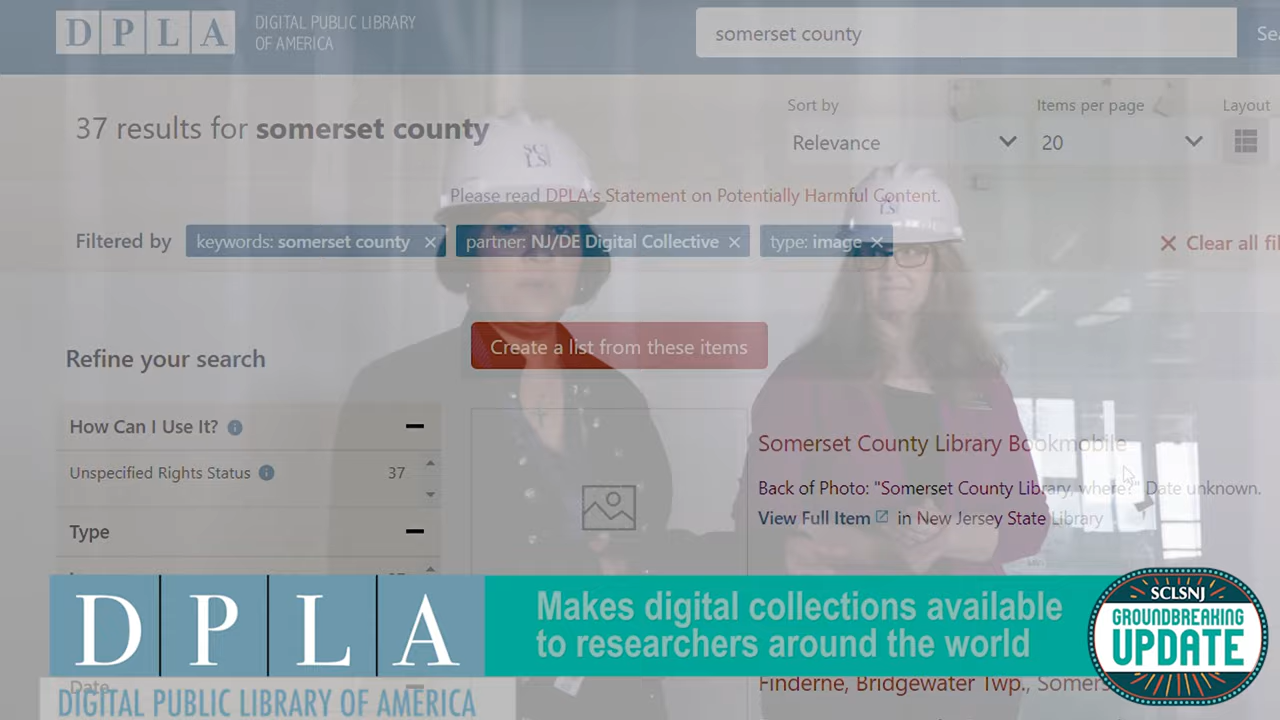 DPLA
DIGITAL PUBLIC LIBRARY
OF AMERICA
somerset county
Sea
37 results for somerset county
Sort by
Relevance
Items per page
20
Layout
Please read DPLA's Statement on Potentially Harmful Content.
Filtered by
keywords: somerset county
partner: NJ/DE Digital Collective
type: image
Clear all fil
Create a list from these items
Refine your search
How Can I Use It?
Unspecified Rights Status 37
Type
Somerset County Library Bookmobile
Back of Photo: "Somerset County Library, where?" Date unknown.
View Full Item in New Jersey State Library
DPLA
DIGITAL PUBLIC LIBRARY OF AMERICA
Makes digital collections available
to researchers around the world
SCLSNJ
GROUNDBREAKING
UPDATE
Date
Finderne, Bridgewater Twp., Somers
SC
LS
LS